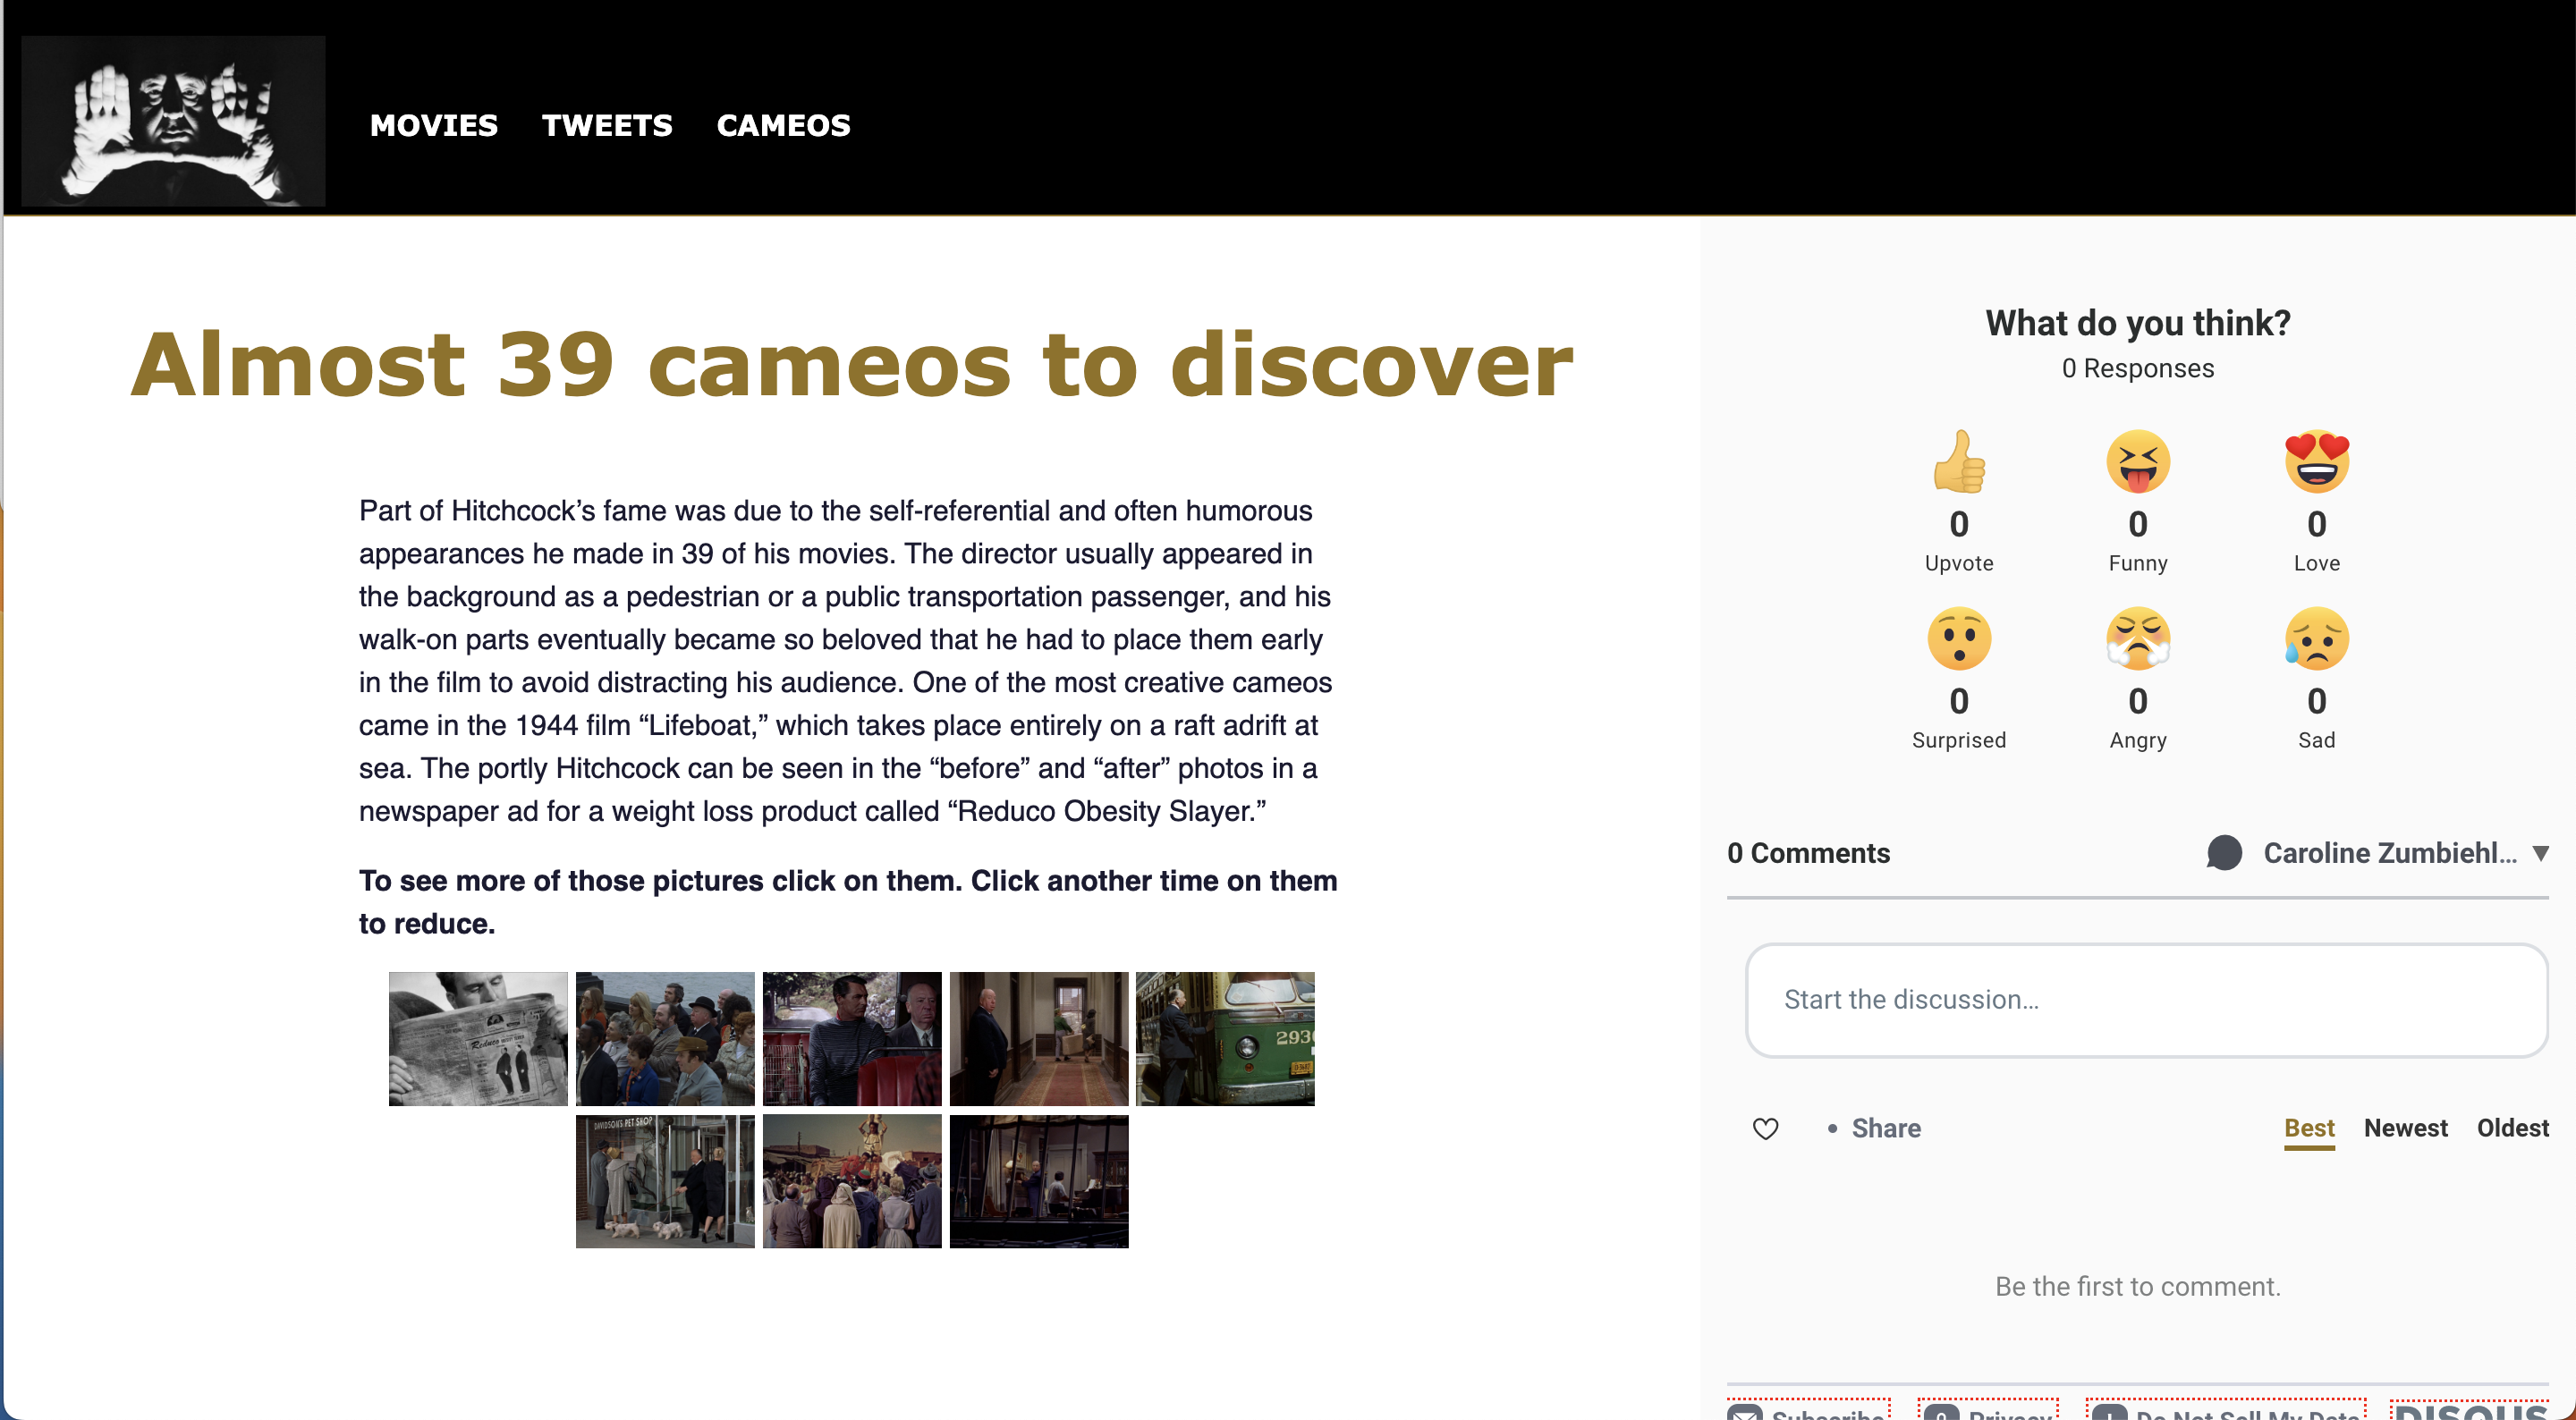 MOVIES TWEETS CAMEOS
Almost 39 cameos to discover
Part of Hitchcock’s fame was due to the self-referential and often humorous
appearances he made in 39 of his movies. The director usually appeared in
the background as a pedestrian or a public transportation passenger, and his
walk-on parts eventually became so beloved that he had to place them early
in the film to avoid distracting his audience. One of the most creative cameos
came in the 1944 film “Lifeboat,” which takes place entirely on a raft adrift at
sea. The portly Hitchcock can be seen in the “before” and “after” photos in a
newspaper ad for a weight loss product called “Reduco Obesity Slayer.”
To see more of those pictures click on them. Click another time on them
to reduce.
Reduco
293
DAVIDSON'S PET SHOP
What do you think?
0 Responses
0 0 0
Upvote Funny Love
0 0 0
Surprised Angry Sad
0 Comments Caroline Zumbiehl...
Start the discussion…
• Share Best Newest Oldest
Be the first to comment.
Subscribe Privacy Do Not Sell My Data DISQUS